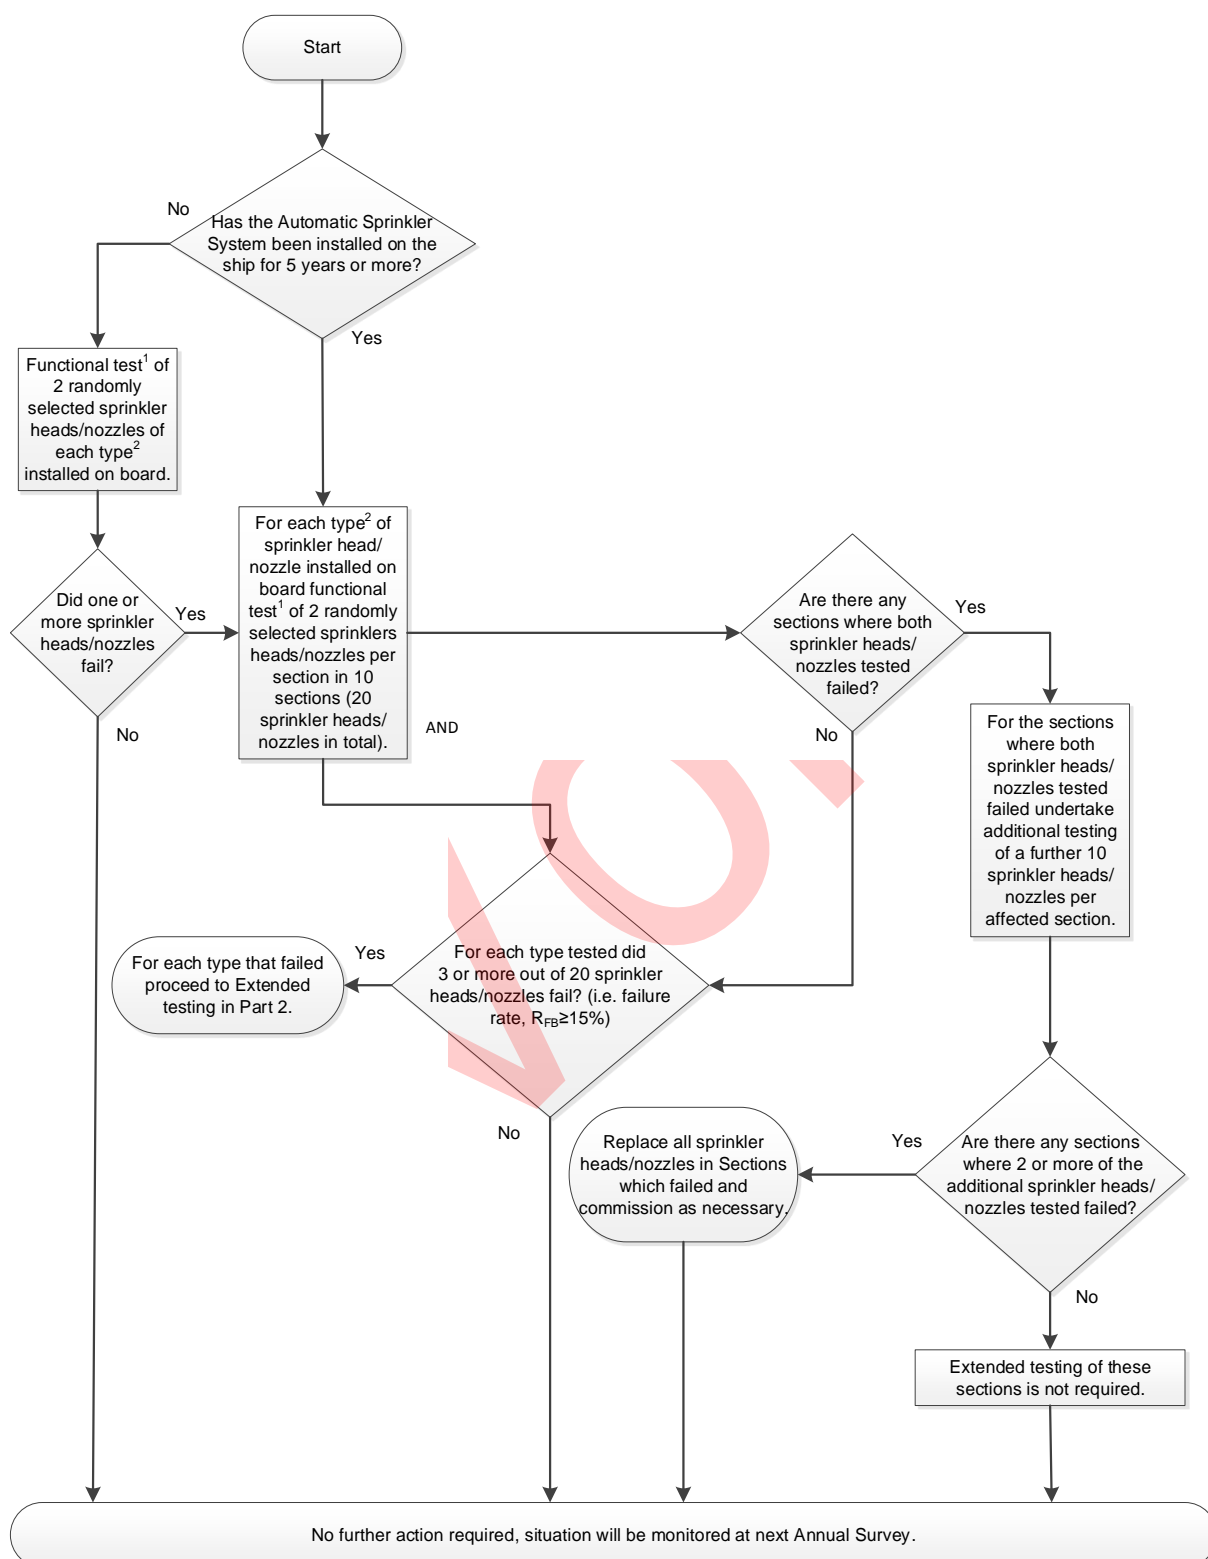 Start
No
Has the Automatic Sprinkler
System been installed on the
ship for 5 years or more?
Yes
Functional test¹ of
2 randomly
selected sprinkler
heads/nozzles of
each type²
installed on board.
Did one or
more sprinkler
heads/nozzles
fail?
Yes
No
For each type² of
sprinkler head/
nozzle installed on
board functional
test¹ of 2 randomly
selected sprinklers
heads/nozzles per
section in 10
sections (20
sprinkler heads/
nozzles in total).
AND
Are there any
sections where both
sprinkler heads/
nozzles tested
failed?
Yes
No
For the sections
where both
sprinkler heads/
nozzles tested
failed undertake
additional testing
of a further 10
sprinkler heads/
nozzles per
affected section.
For each type that failed
proceed to Extended
testing in Part 2.
Yes
For each type tested did
3 or more out of 20 sprinkler
heads/nozzles fail? (i.e. failure
rate, RFB≥15%)
No
Replace all sprinkler
heads/nozzles in Sections
which failed and
commission as necessary.
Yes
Are there any sections
where 2 or more of the
additional sprinkler heads/
nozzles tested failed?
No
Extended testing of these
sections is not required.
No further action required, situation will be monitored at next Annual Survey.